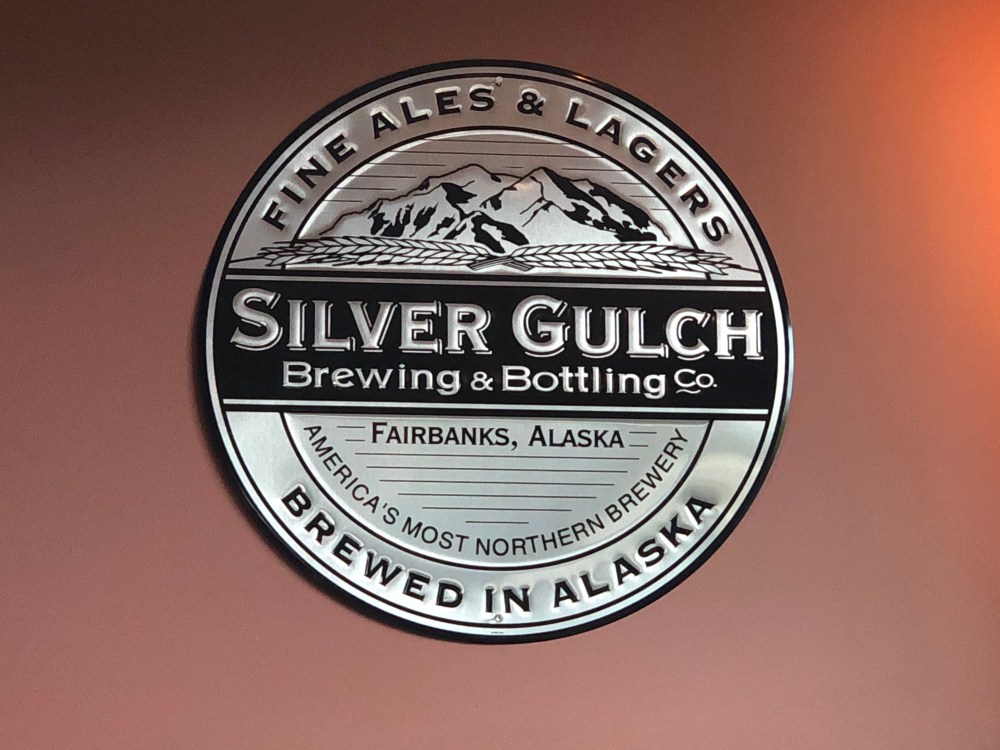 FINE ALES & LAGERS
SILVER GULCH
Brewing & Bottling Co.
FAIRBANKS, ALASKA
AMERICA'S MOST NORTHERN BREWERY
BREWED IN ALASKA